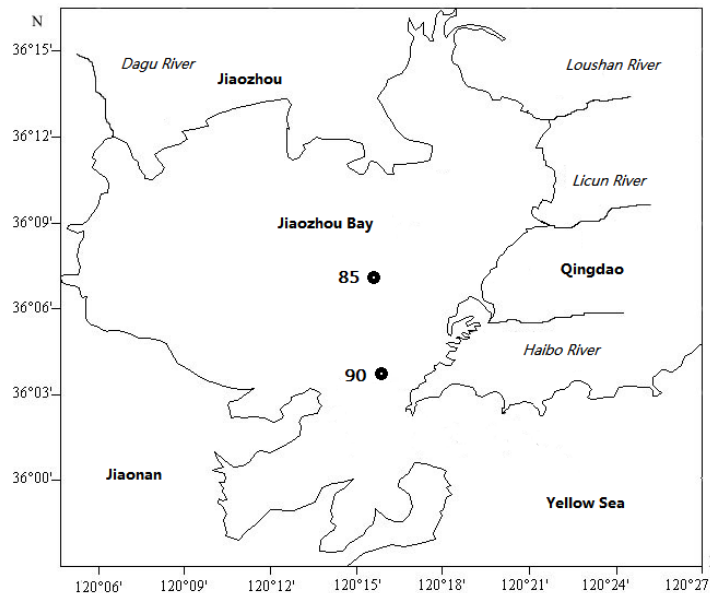 N
36°15'
Dagu River
Jiaozhou
Loushan River
36°12'
Licun River
36°09'
Jiaozhou Bay
Qingdao
85
36°06'
Haibo River
90
36°03'
36°00'
Jiaonan
Yellow Sea
120°06' 120°09' 120°12' 120°15' 120°18' 120°21' 120°24' 120°27'